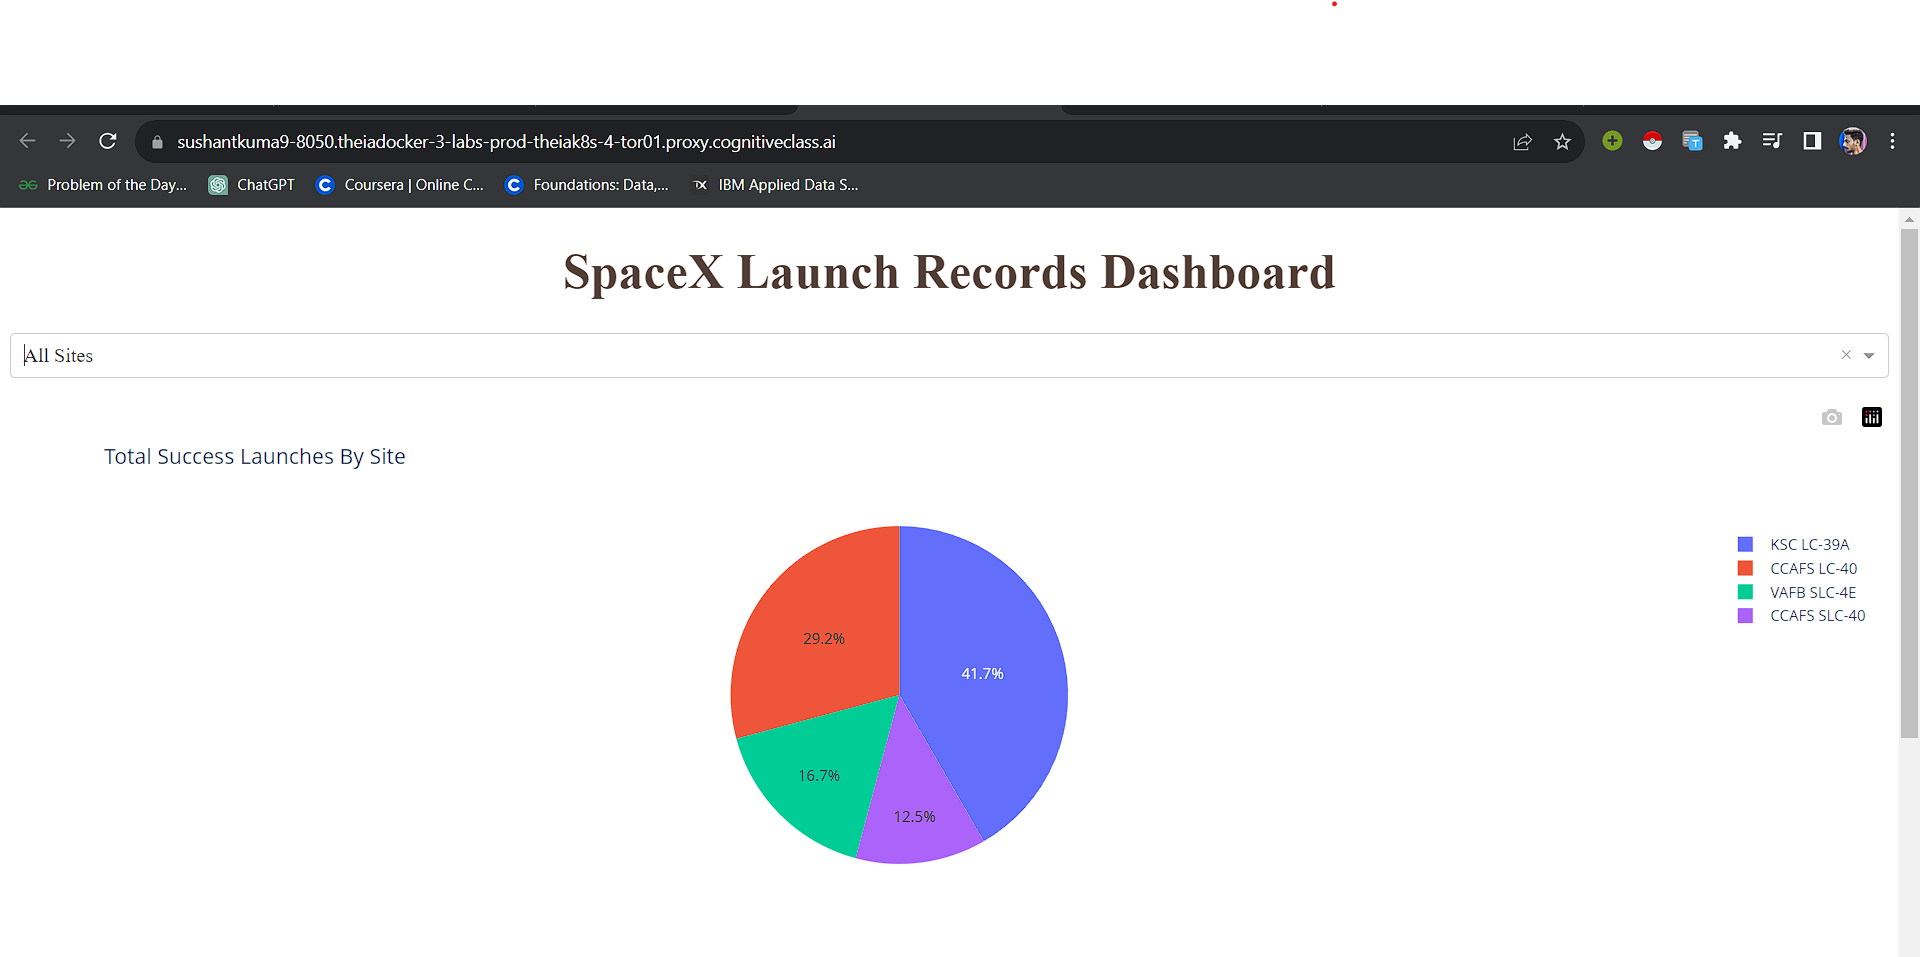 sushantkuma9-8050.theiadocker-3-labs-prod-theiak8s-4-tor01.proxy.cognitiveclass.ai
Problem of the Day... ChatGPT Coursera | Online C... Foundations: Data,... IBM Applied Data S...
SpaceX Launch Records Dashboard
All Sites
Total Success Launches By Site
KSC LC-39A
CCAFS LC-40
VAFB SLC-4E
CCAFS SLC-40
29.2%
41.7%
16.7%
12.5%